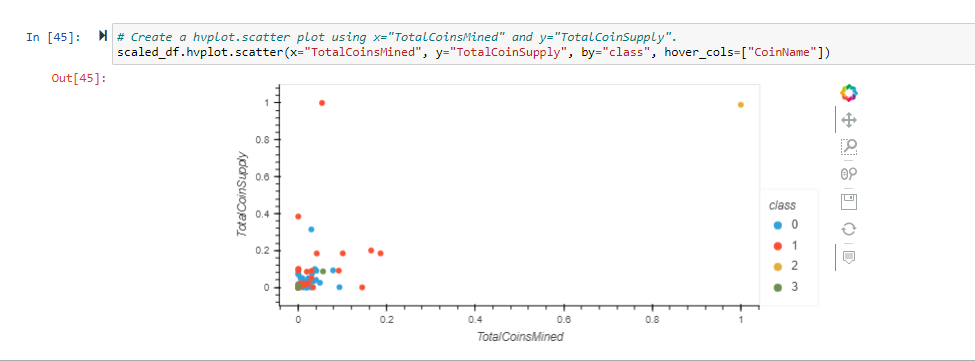 In [45]:
# Create a hvplot.scatter plot using x="TotalCoinsMined" and y="TotalCoinSupply".
scaled_df.hvplot.scatter(x="TotalCoinsMined", y="TotalCoinSupply", by="class", hover_cols=["CoinName"])
Out[45]:
TotalCoinSupply
1
0.8
0.6
0.4
0.2
0
0
0.2
0.4
0.6
0.8
1
TotalCoinsMined
class
0
1
2
3